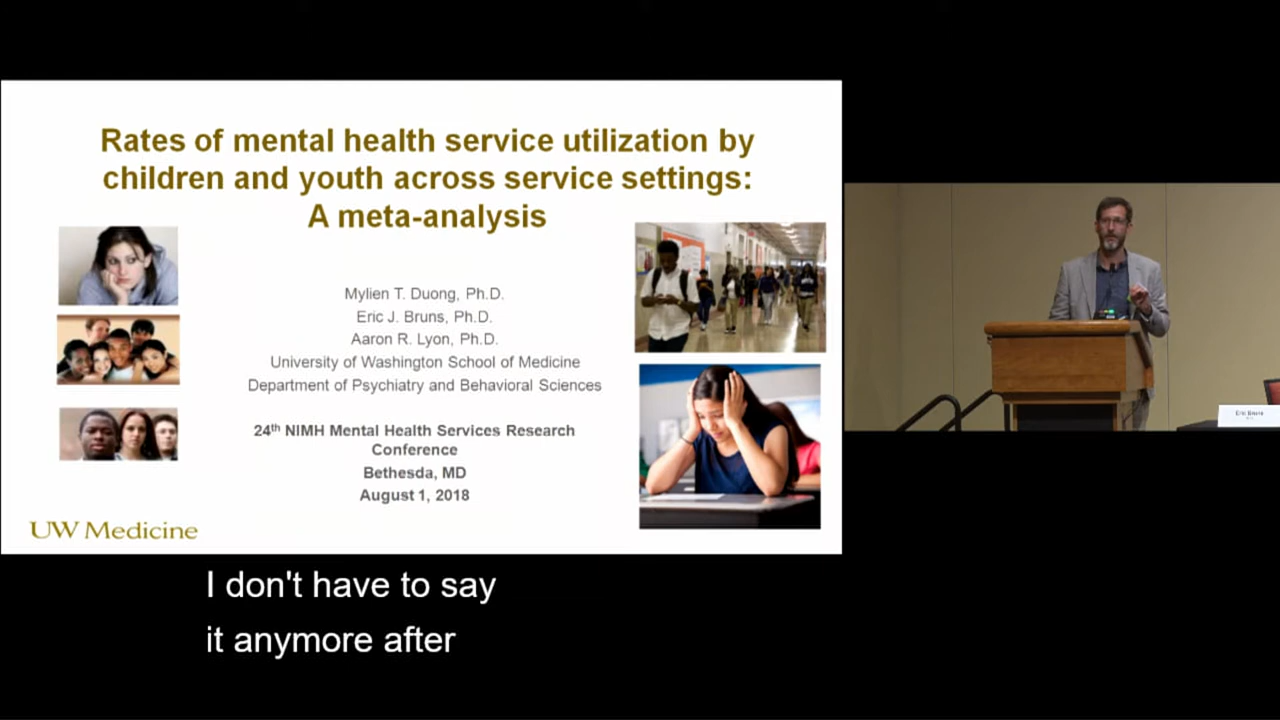 Rates of mental health service utilization by
children and youth across service settings:
A meta-analysis
Mylien T. Duong, Ph.D.
Eric J. Bruns, Ph.D.
Aaron R. Lyon, Ph.D.
University of Washington School of Medicine
Department of Psychiatry and Behavioral Sciences
24th NIMH Mental Health Services Research
Conference
Bethesda, MD
August 1, 2018
UW Medicine
Eric Bruns
I don't have to say
it anymore after